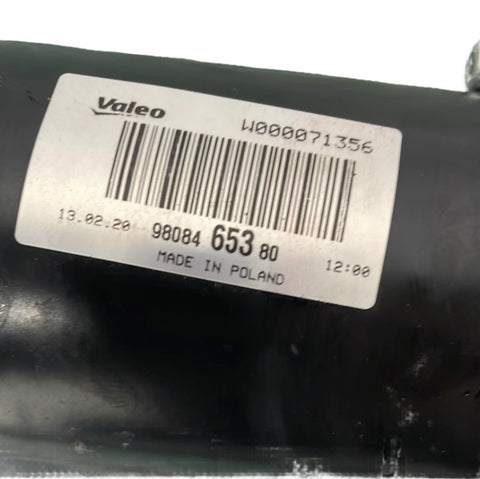 Valeo
W000071356
13.02.20 98084 653 80 12:00
MADE IN POLAND